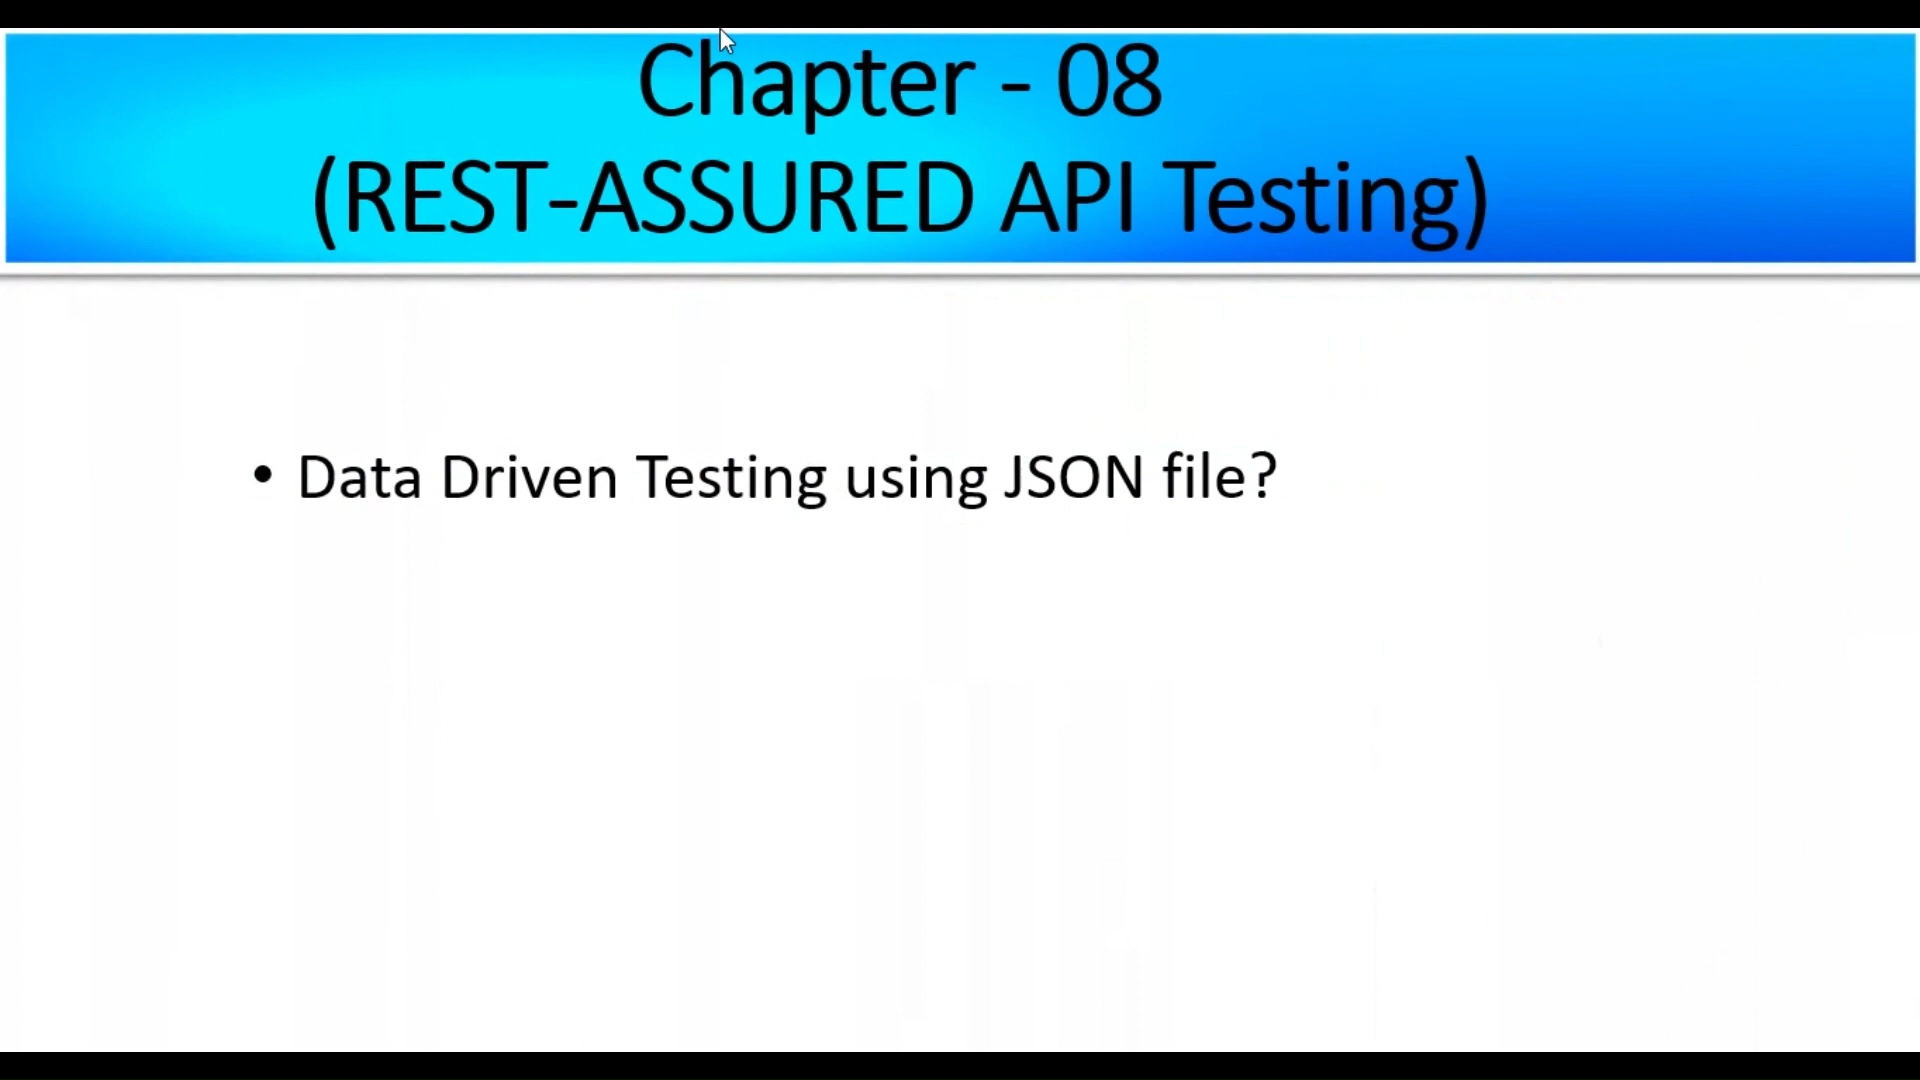 Chapter - 08
(REST-ASSURED API Testing)
• Data Driven Testing using JSON file?